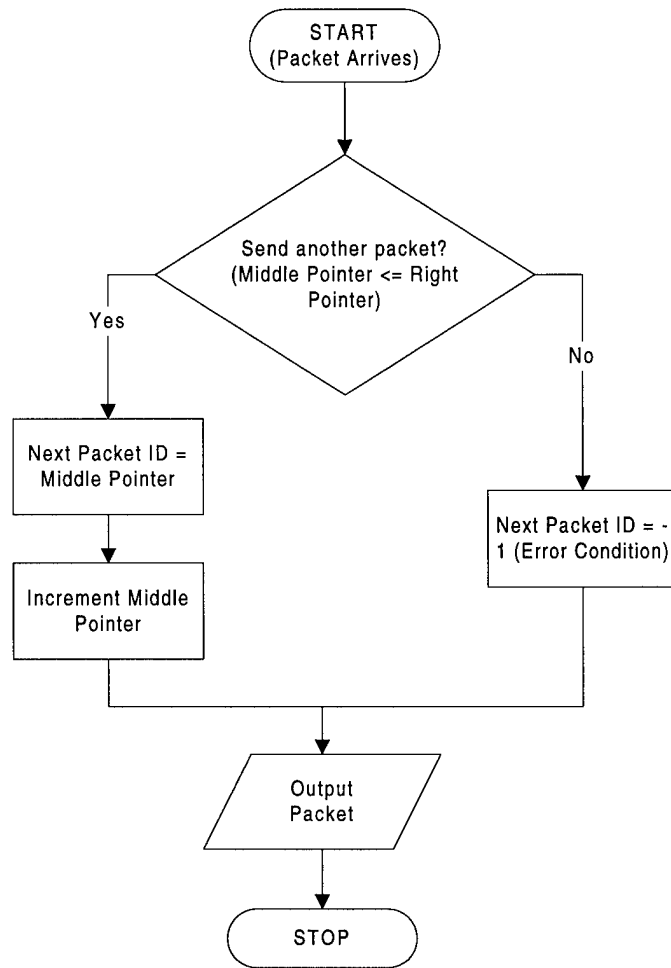 START
(Packet Arrives)
Send another packet?
(Middle Pointer <= Right
Pointer)
Yes
No
Next Packet ID =
Middle Pointer
Next Packet ID = -
1 (Error Condition)
Increment Middle
Pointer
Output
Packet
STOP